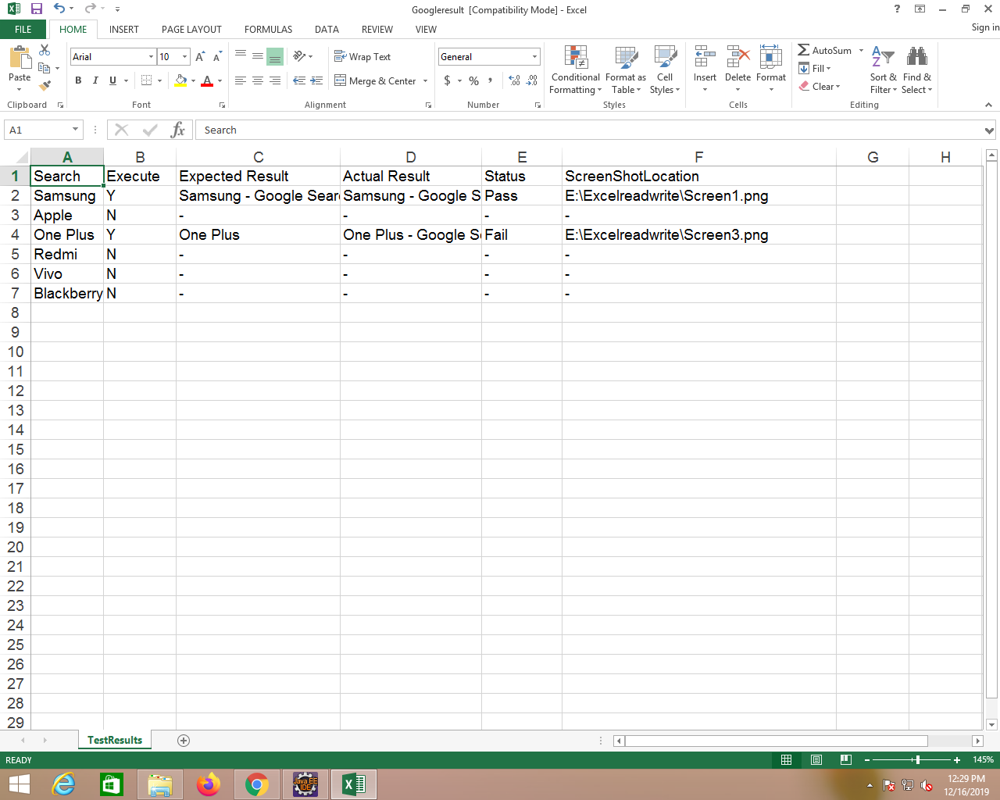 Googleresult [Compatibility Mode] - Excel
?
Sign in
FILE HOME INSERT PAGE LAYOUT FORMULAS DATA REVIEW VIEW
Paste
Arial 10 A A
B I U A
Wrap Text
Merge & Center
General
$ % ,
Conditional Formatting
Format as Table
Cell Styles
Insert Delete Format
AutoSum
Fill
Clear
Sort & Filter
Find & Select
Clipboard Font Alignment Number Styles Cells Editing
A1 fx Search
A B C D E F G H
1 Search Execute Expected Result Actual Result Status ScreenShotLocation
2 Samsung Y Samsung - Google Sear Samsung - Google S Pass E:\Excelreadwrite\Screen1.png
3 Apple N - - - -
4 One Plus Y One Plus One Plus - Google S Fail E:\Excelreadwrite\Screen3.png
5 Redmi N - - - -
6 Vivo N - - - -
7 Blackberry N - - - -
8
9
10
11
12
13
14
15
16
17
18
19
20
21
22
23
24
25
26
27
28
29
TestResults
READY 145%
Java EE IDE
12:29 PM
12/16/2019